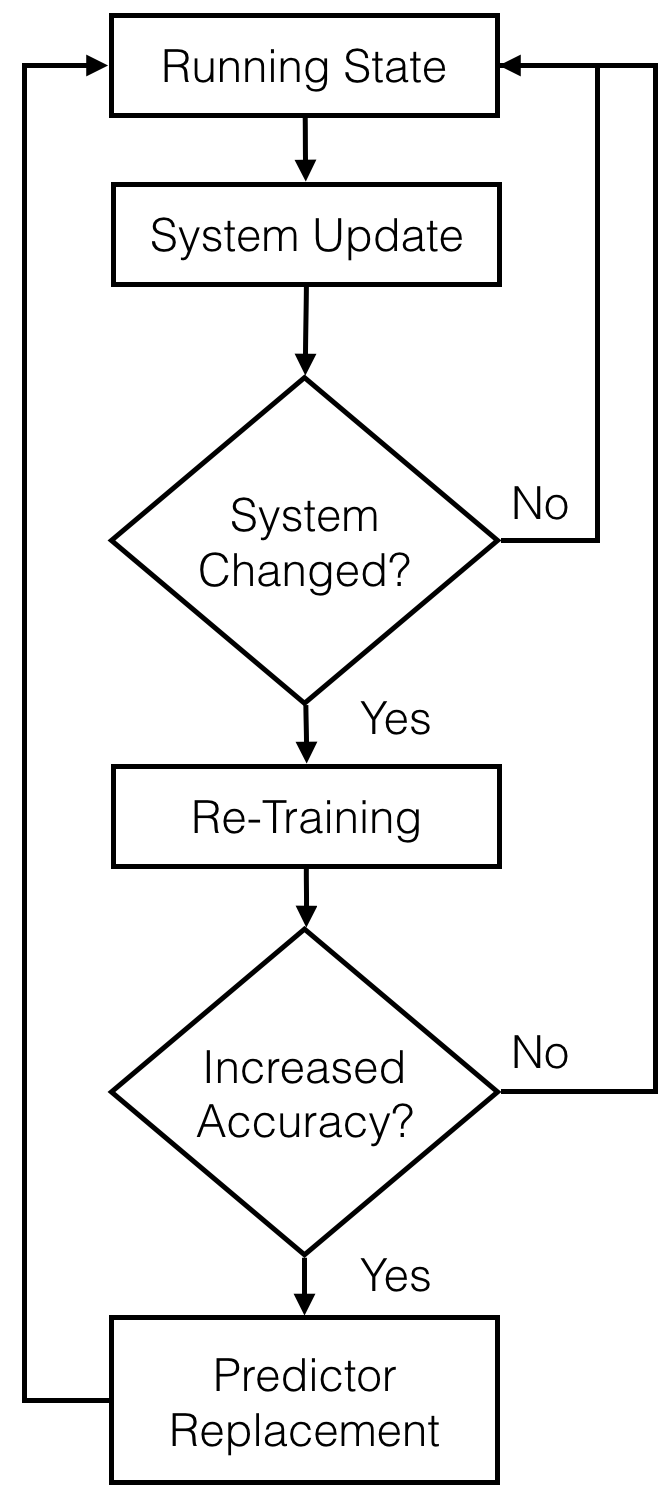 Running State
System Update
System
Changed?
No
Yes
Re-Training
Increased
Accuracy?
No
Yes
Predictor
Replacement